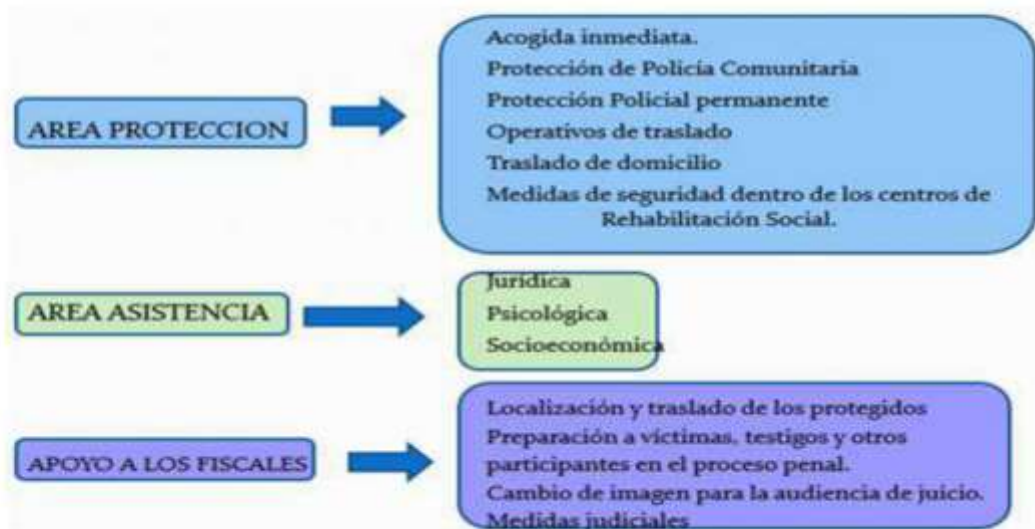 AREA PROTECCION
Acogida inmediata.
Protección de Policía Comunitaria
Protección Policial permanente
Operativos de traslado
Traslado de domicilio
Medidas de seguridad dentro de los centros de
Rehabilitación Social.
AREA ASISTENCIA
Jurídica
Psicológica
Socioeconómica
APOYO A LOS FISCALES
Localización y traslado de los protegidos
Preparación a víctimas, testigos y otros
participantes en el proceso penal.
Cambio de imagen para la audiencia de juicio.
Medidas judiciales